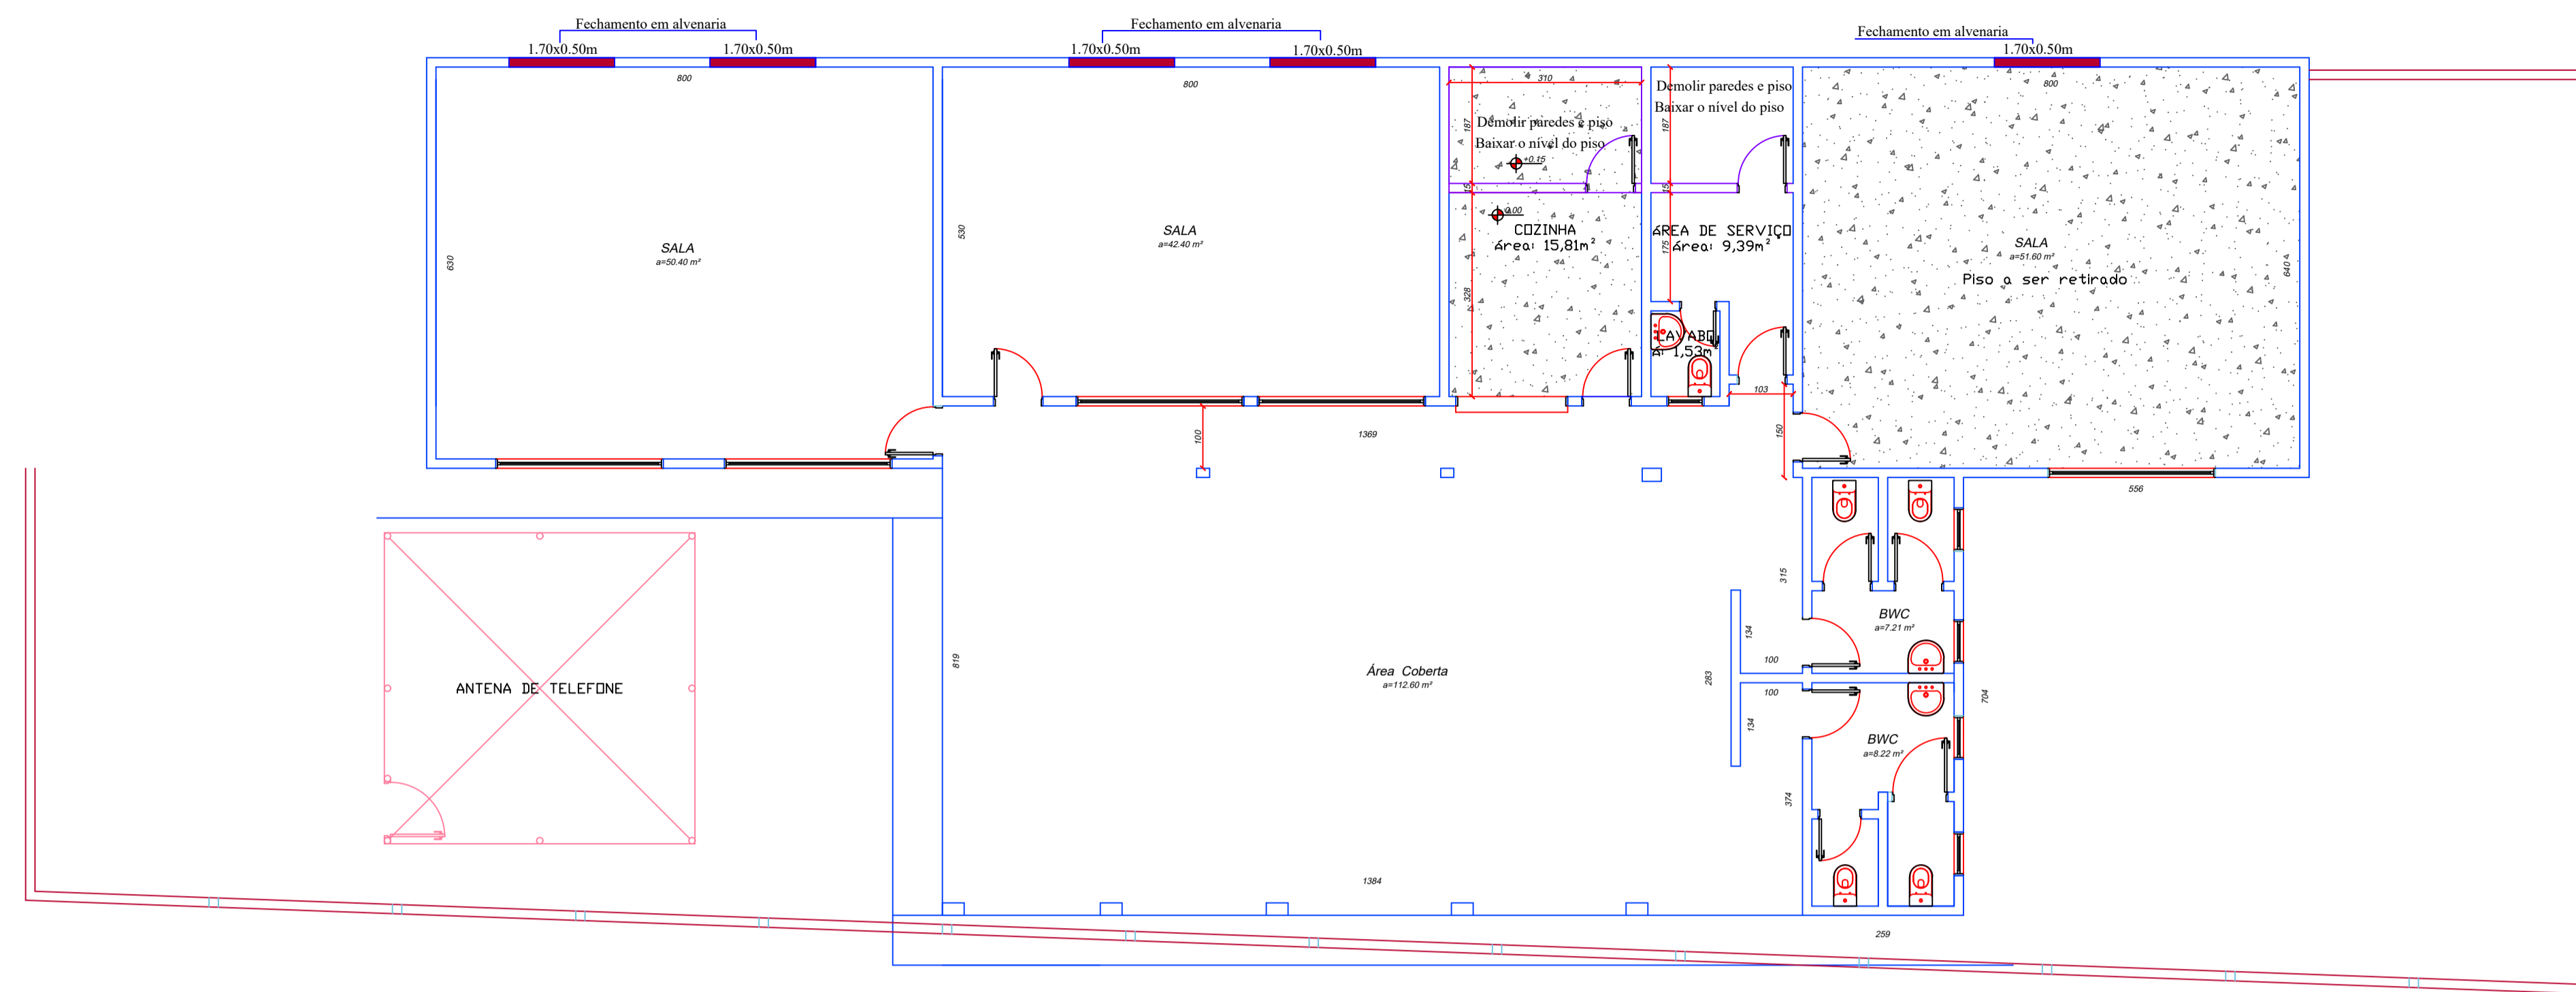 Fechamento em alvenaria
1.70x0.50m
1.70x0.50m
Fechamento em alvenaria
1.70x0.50m
1.70x0.50m
Fechamento em alvenaria
1.70x0.50m
800
800
310
800
Demolir paredes e piso
Baixar o nível do piso
187
Demolir paredes e piso
Baixar o nível do piso
187
+0.15
15
15
0.00
630
SALA
a=50.40 m²
530
SALA
a=42.40 m²
COZINHA
Área: 15,81m²
328
ÁREA DE SERVIÇO
Área: 9,39m²
175
SALA
a=51.60 m²
Piso a ser retirado
640
LAVABO
A: 1,53m²
103
100
1369
150
556
315
BWC
a=7.21 m²
134
100
283
100
134
704
BWC
a=8.22 m²
374
819
Área Coberta
a=112.60 m²
ANTENA DE TELEFONE
1384
259